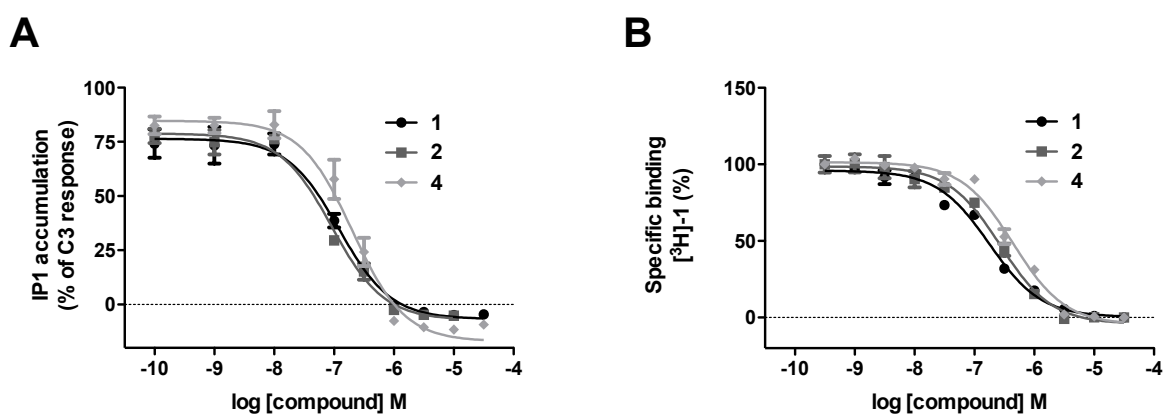 A
IP1 accumulation
(% of C3 response)
100
75
50
25
0
1
2
4
-10 -9 -8 -7 -6 -5 -4
log [compound] M
B
Specific binding
[³H]-1 (%)
150
100
50
0
1
2
4
-10 -9 -8 -7 -6 -5 -4
log [compound] M